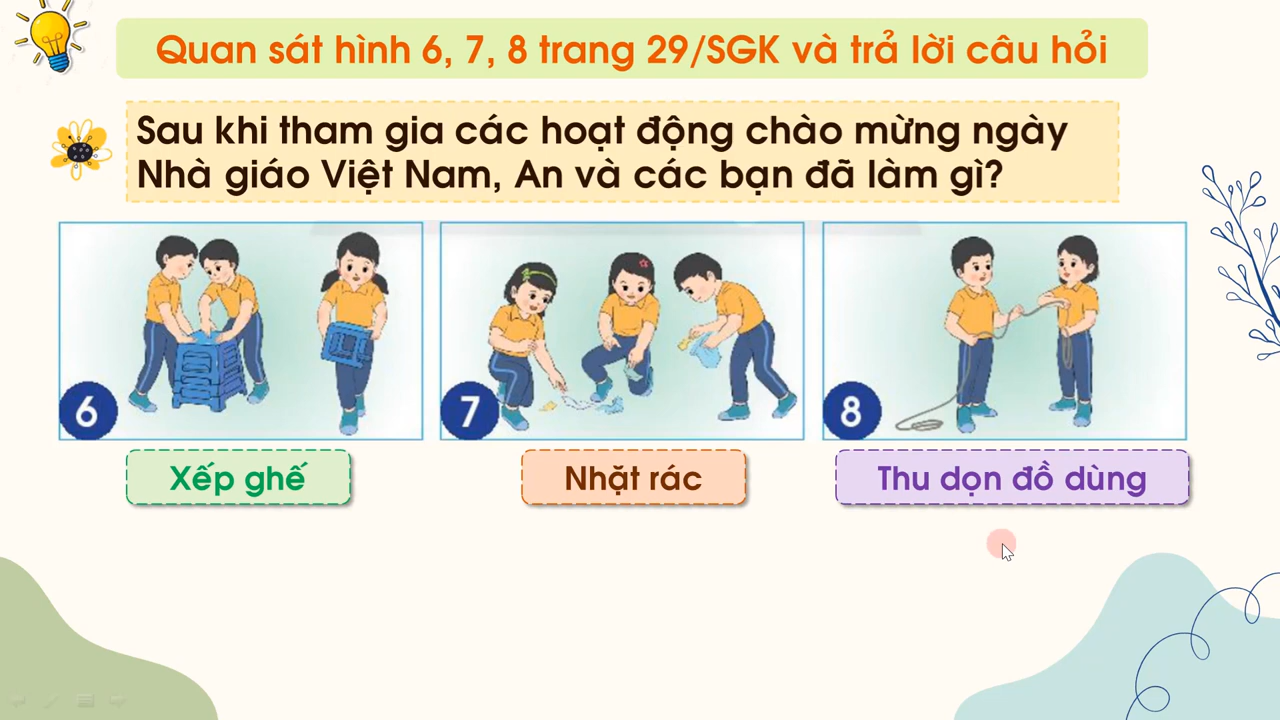 Quan sát hình 6, 7, 8 trang 29/SGK và trả lời câu hỏi
Sau khi tham gia các hoạt động chào mừng ngày
Nhà giáo Việt Nam, An và các bạn đã làm gì?
6
7
8
Xếp ghế
Nhặt rác
Thu dọn đồ dùng